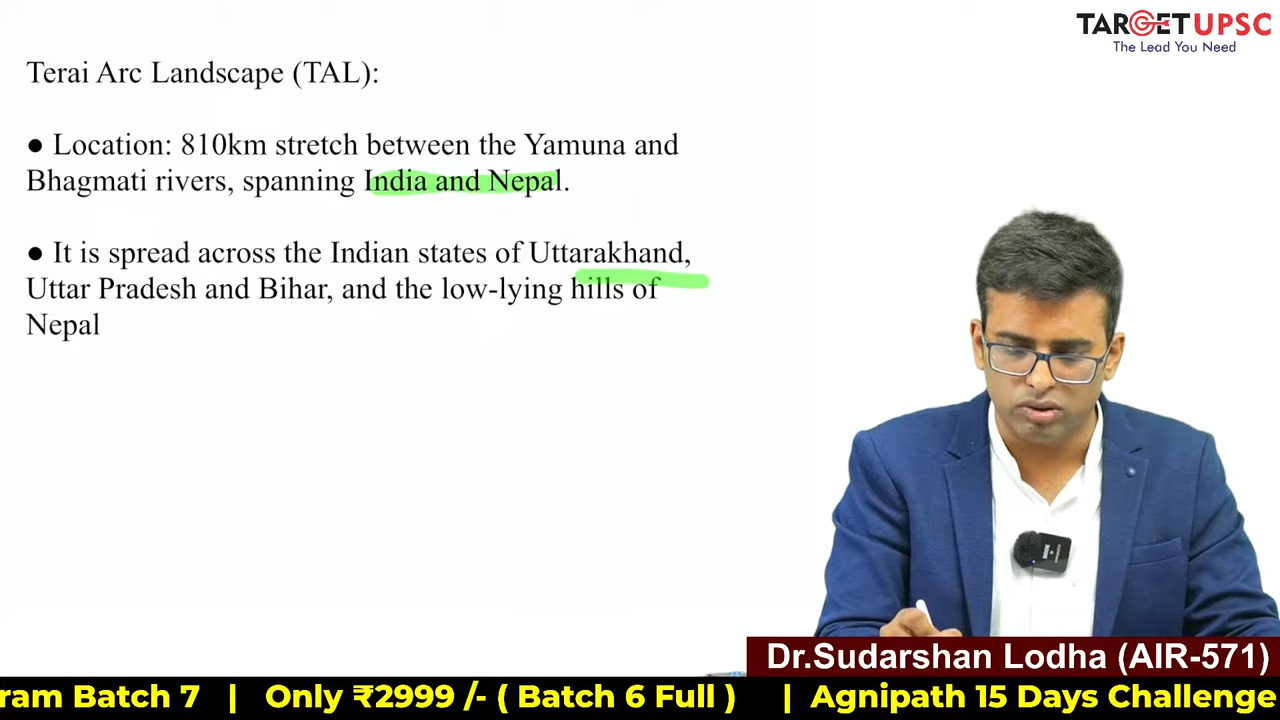 TARGET UPSC
The Lead You Need
Terai Arc Landscape (TAL):
● Location: 810km stretch between the Yamuna and
Bhagmati rivers, spanning India and Nepal.
● It is spread across the Indian states of Uttarakhand,
Uttar Pradesh and Bihar, and the low-lying hills of
Nepal
Dr.Sudarshan Lodha (AIR-571)
ram Batch 7 | Only ₹2999 /- ( Batch 6 Full ) | Agnipath 15 Days Challenge